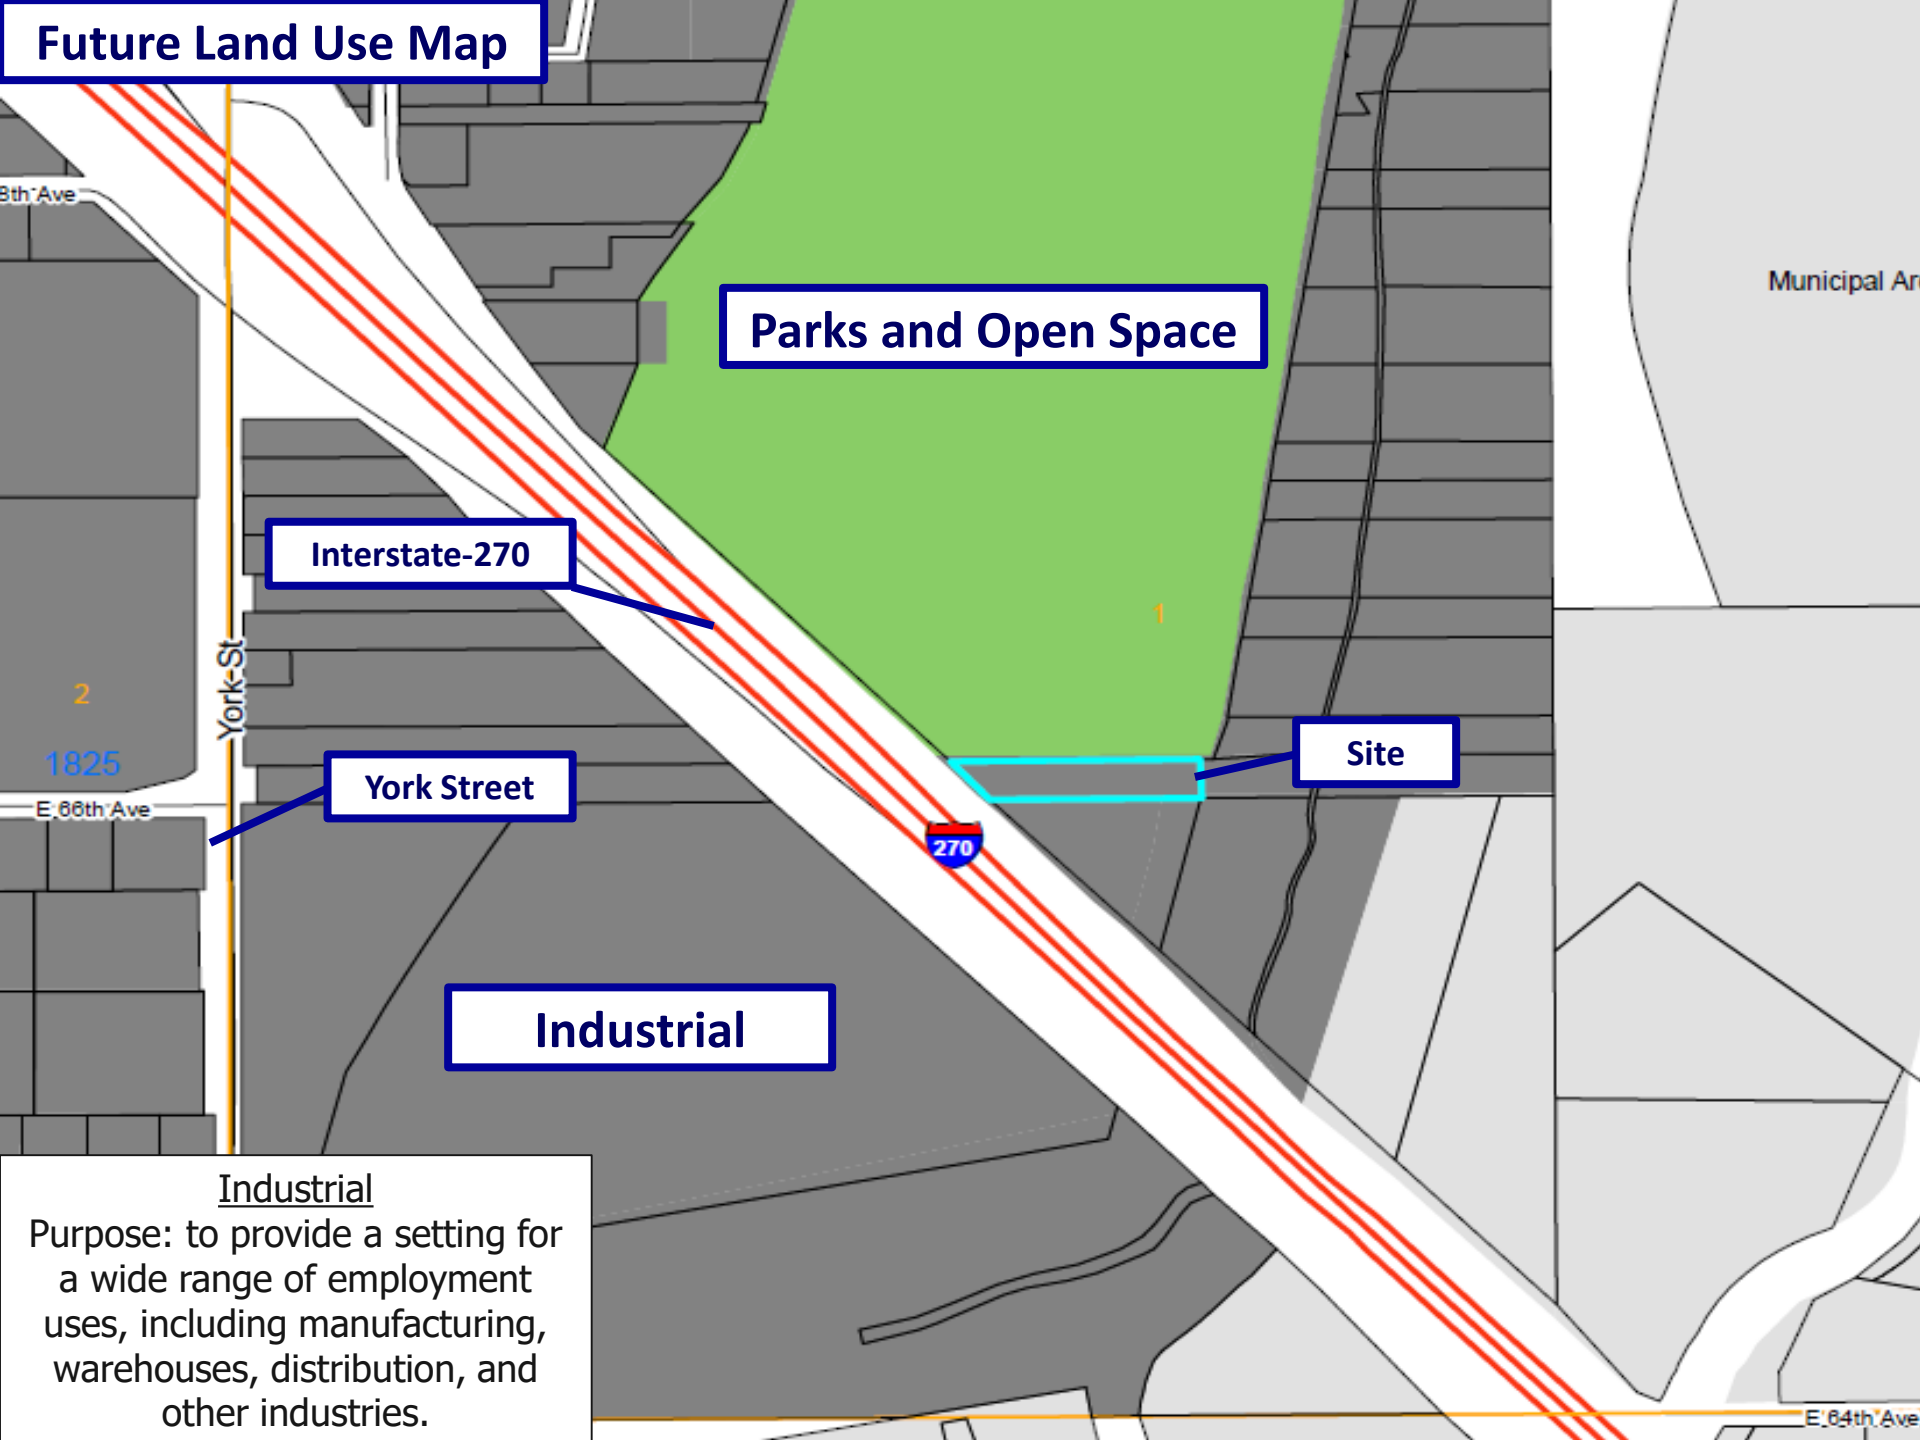 Future Land Use Map
8th Ave
Municipal Ar
Parks and Open Space
Interstate-270
1
York St
2
1825
Site
York Street
E 66th Ave
270
Industrial
Industrial
Purpose: to provide a setting for
a wide range of employment
uses, including manufacturing,
warehouses, distribution, and
other industries.
E 64th Ave